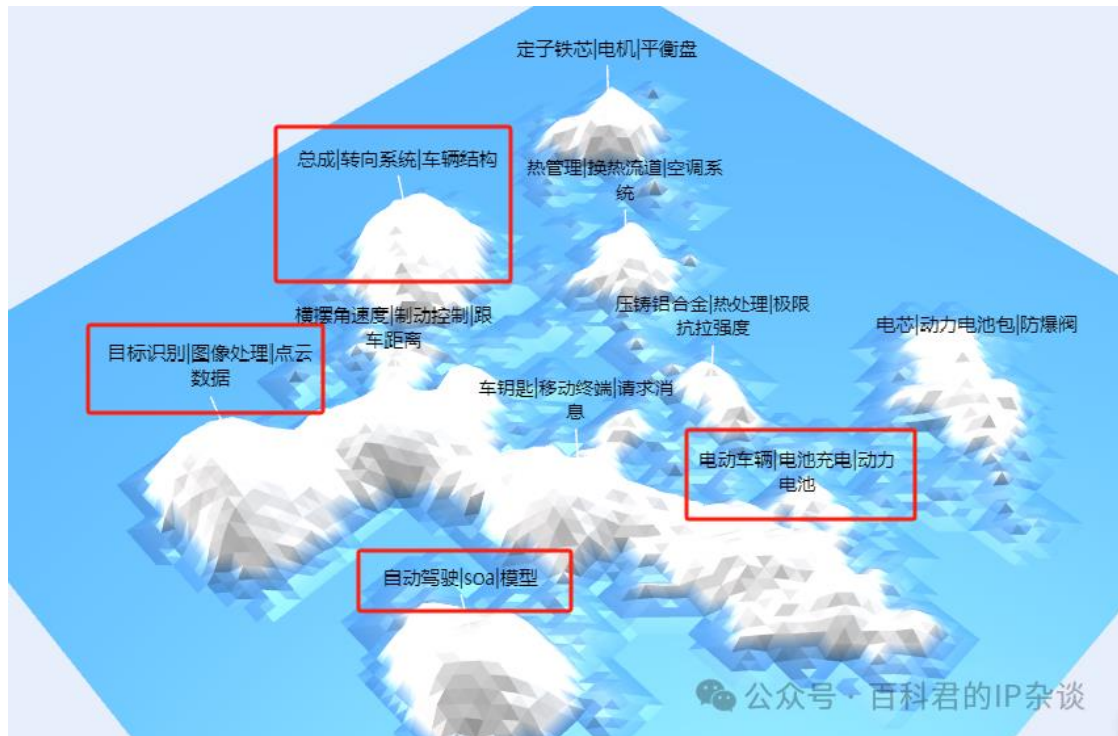 定子铁芯|电机|平衡盘
总成|转向系统|车辆结构
热管理|换热流道|空调系
统
横摆角速度|制动控制|跟
车距离
压铸铝合金|热处理|极限
抗拉强度
电芯|动力电池包|防爆阀
目标识别|图像处理|点云
数据
车钥匙|移动终端|请求消
息
电动车辆|电池充电|动力
电池
自动驾驶|soa|模型
公众号 · 百科君的IP杂谈